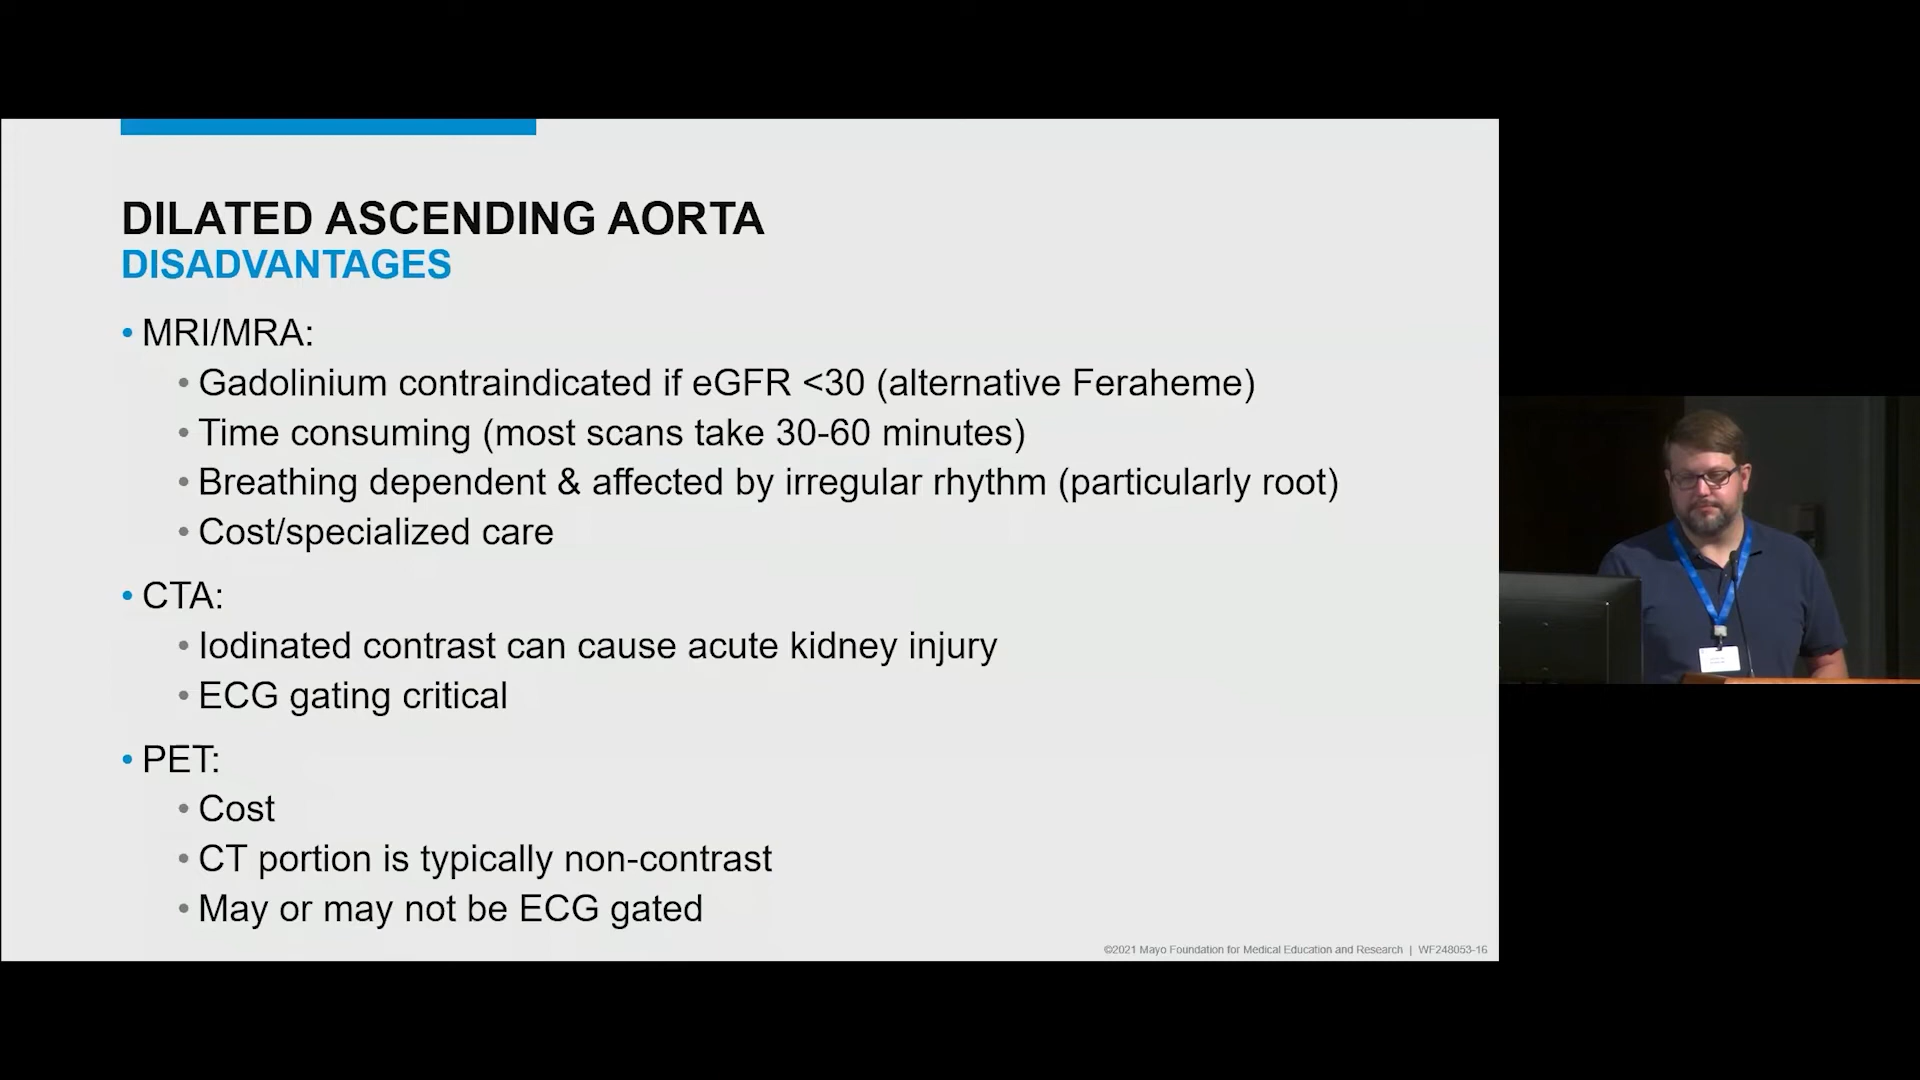 DILATED ASCENDING AORTA
DISADVANTAGES
• MRI/MRA:
• Gadolinium contraindicated if eGFR <30 (alternative Feraheme)
• Time consuming (most scans take 30-60 minutes)
• Breathing dependent & affected by irregular rhythm (particularly root)
• Cost/specialized care
• CTA:
• Iodinated contrast can cause acute kidney injury
• ECG gating critical
• PET:
• Cost
• CT portion is typically non-contrast
• May or may not be ECG gated
©2021 Mayo Foundation for Medical Education and Research | WF248053-16